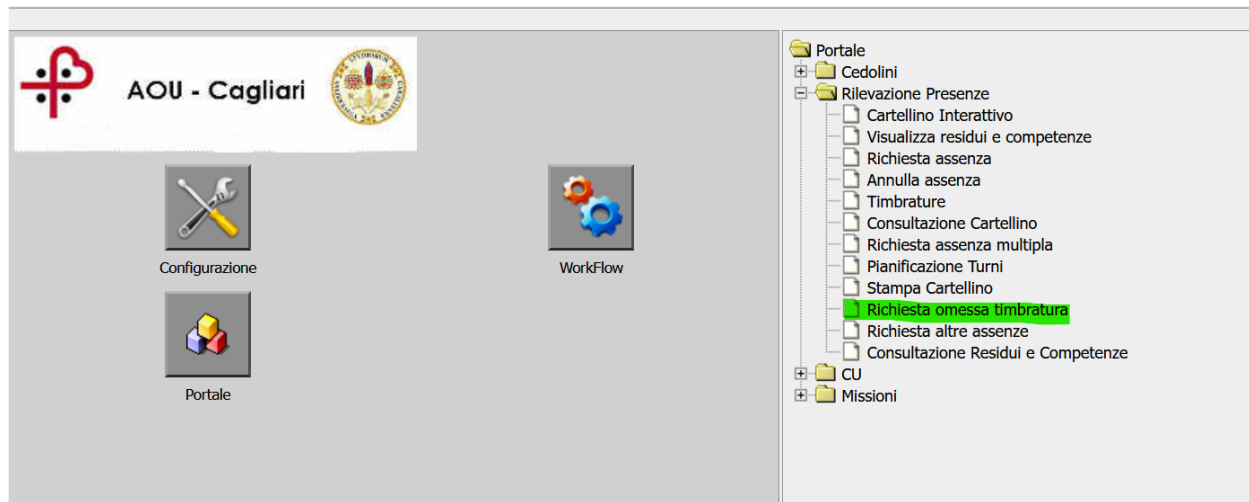 AOU - Cagliari
Configurazione
WorkFlow
Portale
Portale
Cedolini
Rilevazione Presenze
Cartellino Interattivo
Visualizza residui e competenze
Richiesta assenza
Annulla assenza
Timbrature
Consultazione Cartellino
Richiesta assenza multipla
Pianificazione Turni
Stampa Cartellino
Richiesta omessa timbratura
Richiesta altre assenze
Consultazione Residui e Competenze
CU
Missioni